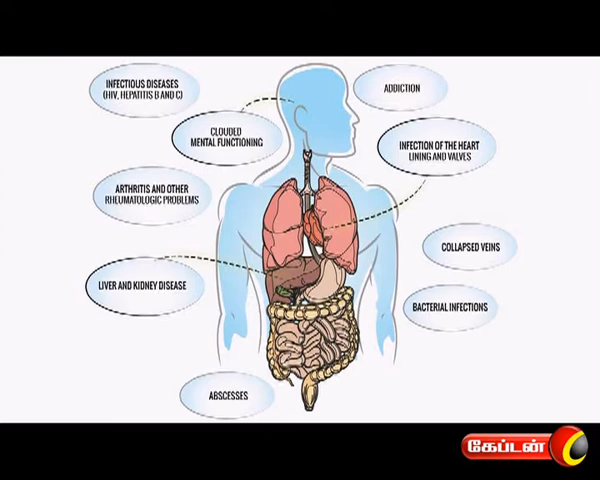 INFECTIOUS DISEASES
(HIV, HEPATITIS B AND C)
ADDICTION
CLOUDED
MENTAL FUNCTIONING
INFECTION OF THE HEART
LINING AND VALVES
ARTHRITIS AND OTHER
RHEUMATOLOGIC PROBLEMS
COLLAPSED VEINS
LIVER AND KIDNEY DISEASE
BACTERIAL INFECTIONS
ABSCESSES
கேப்டன்